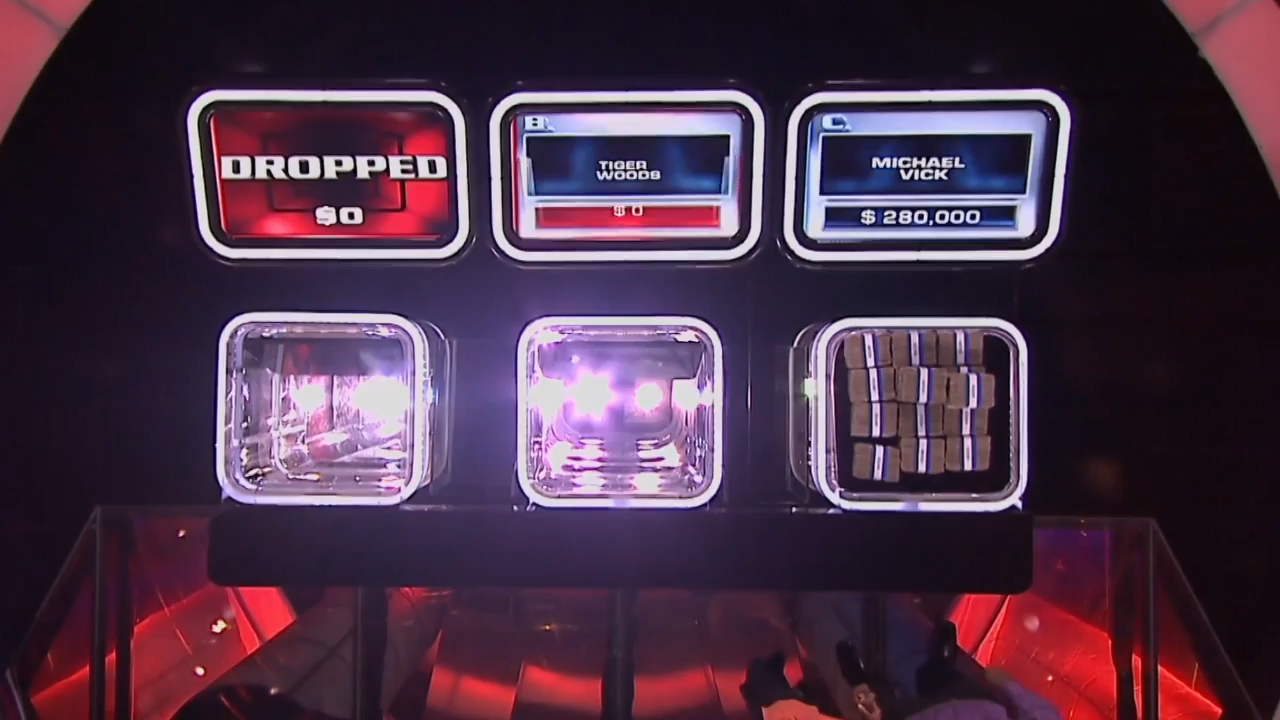 DROPPED
$0
B.
TIGER
WOODS
$ 0
C.
MICHAEL
VICK
$ 280,000